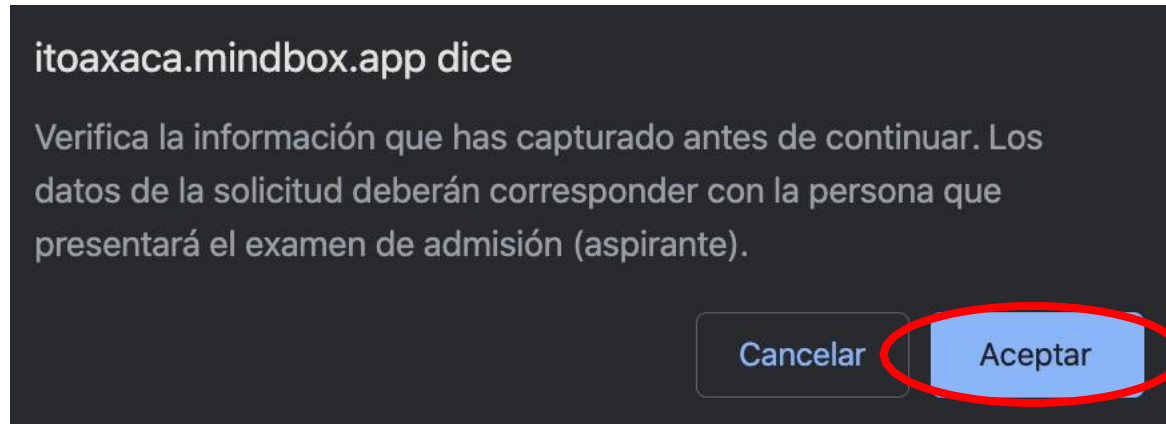 itoaxaca.mindbox.app dice
Verifica la información que has capturado antes de continuar. Los
datos de la solicitud deberán corresponder con la persona que
presentará el examen de admisión (aspirante).
Cancelar Aceptar